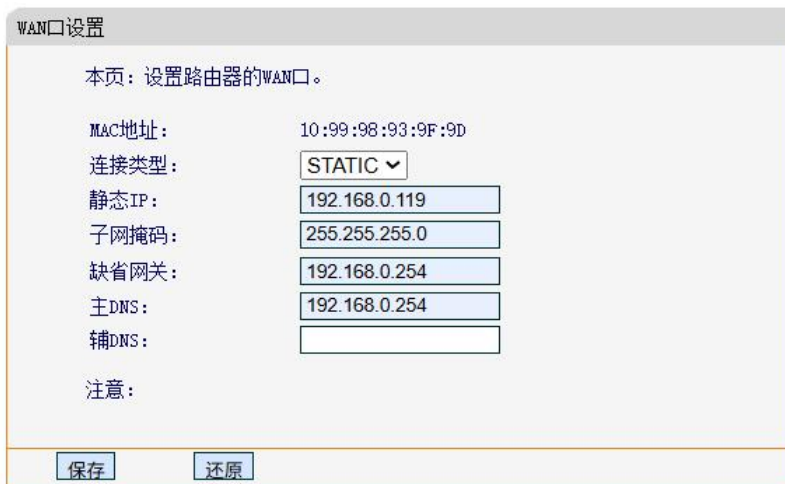 WAN口设置
本页：设置路由器的WAN口。
MAC地址： 10:99:98:93:9F:9D
连接类型： STATIC
静态IP： 192.168.0.119
子网掩码： 255.255.255.0
缺省网关： 192.168.0.254
主DNS： 192.168.0.254
辅DNS：
注意：
保存 还原